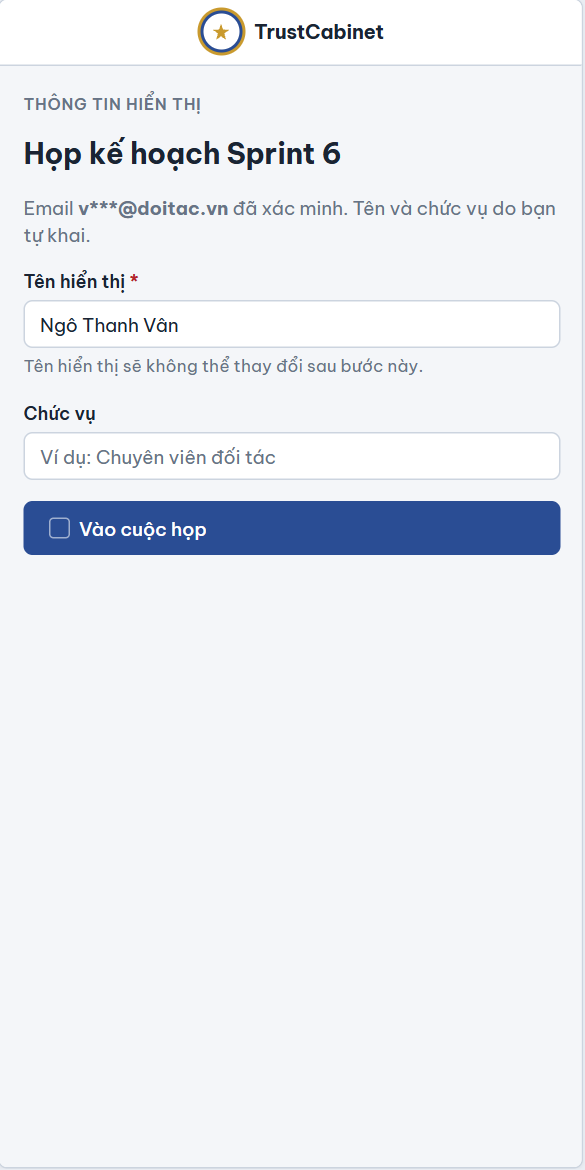 TrustCabinet
THÔNG TIN HIỂN THỊ
Họp kế hoạch Sprint 6
Email v***@doitac.vn đã xác minh. Tên và chức vụ do bạn
tự khai.
Tên hiển thị *
Ngô Thanh Vân
Tên hiển thị sẽ không thể thay đổi sau bước này.
Chức vụ
Ví dụ: Chuyên viên đối tác
Vào cuộc họp